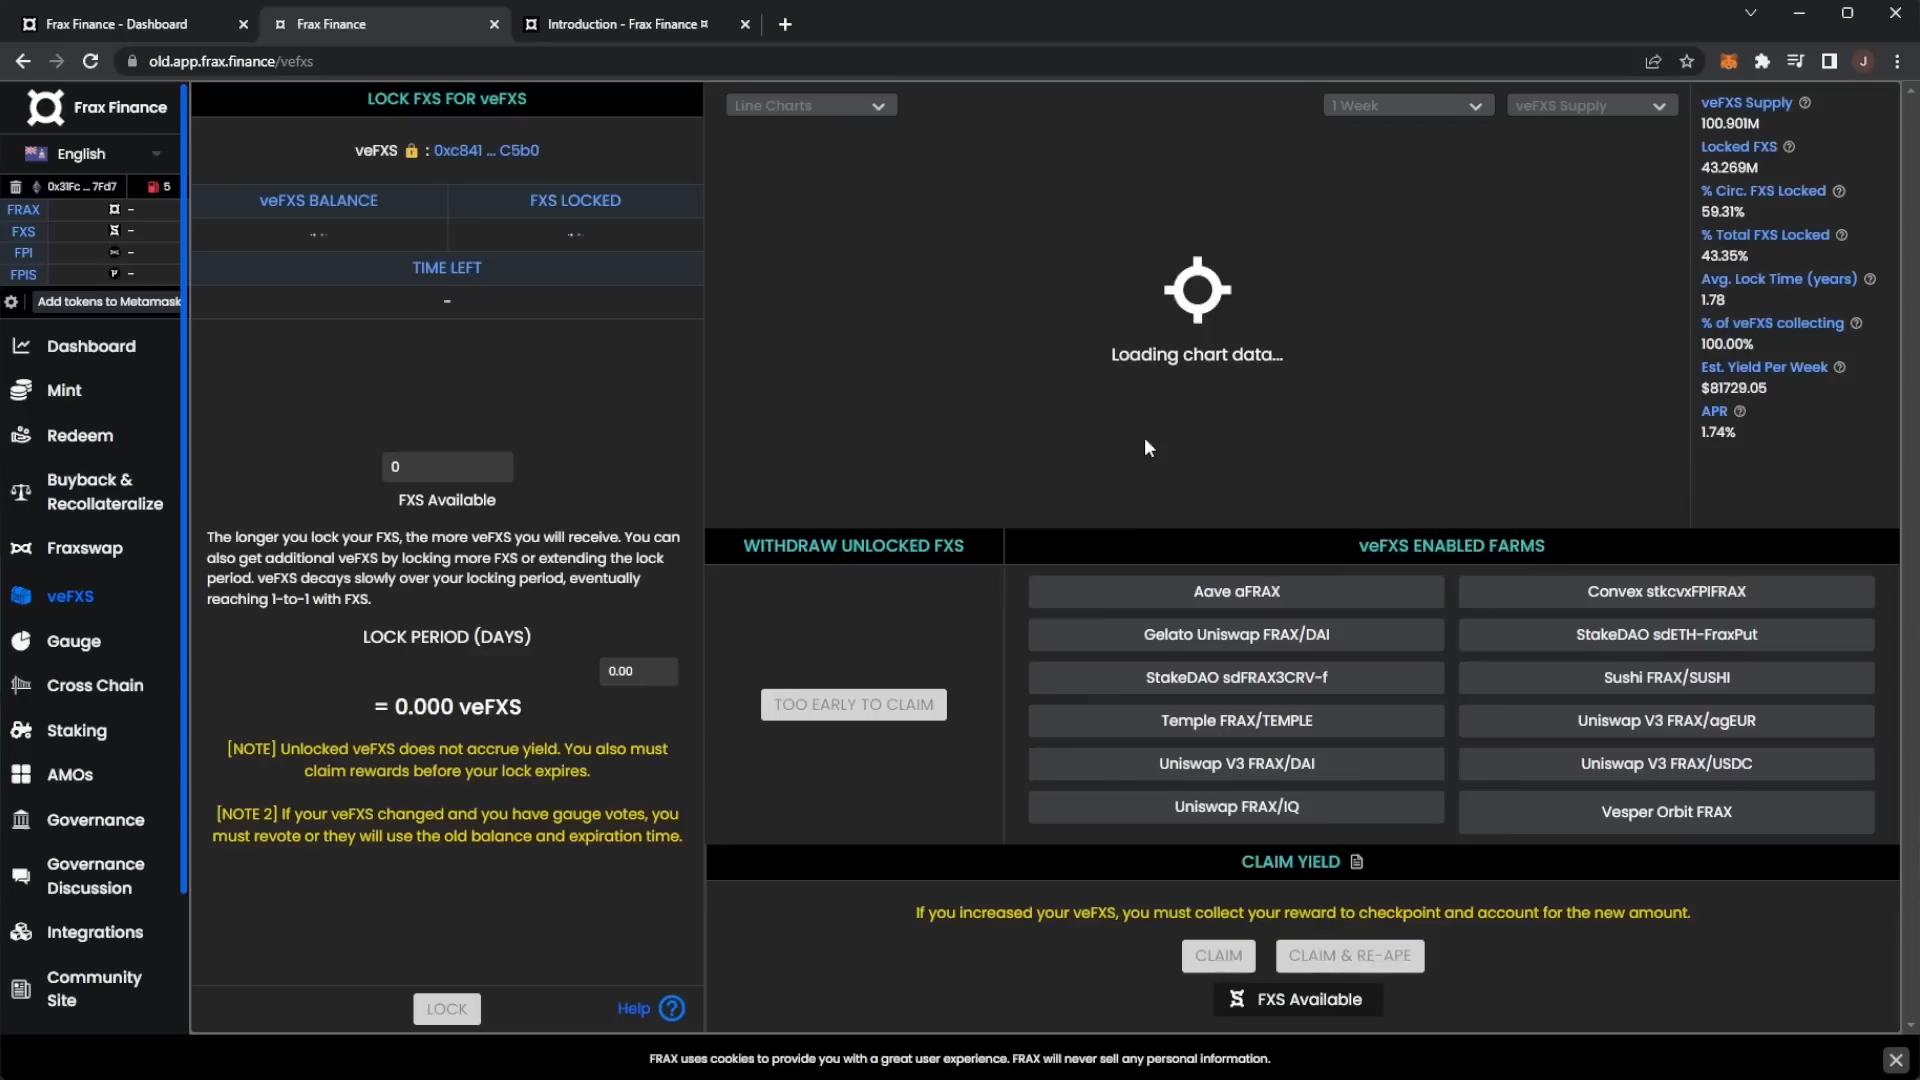 Frax Finance - Dashboard
Frax Finance
Introduction - Frax Finance ¤
old.app.frax.finance/vefxs
J
Frax Finance
English
0x31Fc ... 7Fd7
5
FRAX
-
FXS
-
FPI
-
FPIS
-
Add tokens to Metamask
Dashboard
Mint
Redeem
Buyback &
Recollateralize
Fraxswap
veFXS
Gauge
Cross Chain
Staking
AMOs
Governance
Governance
Discussion
Integrations
Community
Site
LOCK FXS FOR veFXS
veFXS 🔒 : 0xc841 ... C5b0
veFXS BALANCE
FXS LOCKED
TIME LEFT
-
0
FXS Available
The longer you lock your FXS, the more veFXS you will receive. You can
also get additional veFXS by locking more FXS or extending the lock
period. veFXS decays slowly over your locking period, eventually
reaching 1-to-1 with FXS.
LOCK PERIOD (DAYS)
0.00
= 0.000 veFXS
[NOTE] Unlocked veFXS does not accrue yield. You also must
claim rewards before your lock expires.
[NOTE 2] If your veFXS changed and you have gauge votes, you
must revote or they will use the old balance and expiration time.
LOCK
Help ?
Line Charts
1 Week
veFXS Supply
Loading chart data...
veFXS Supply
100.901M
Locked FXS
43.269M
% Circ. FXS Locked
59.31%
% Total FXS Locked
43.35%
Avg. Lock Time (years)
1.78
% of veFXS collecting
100.00%
Est. Yield Per Week
$81729.05
APR
1.74%
WITHDRAW UNLOCKED FXS
TOO EARLY TO CLAIM
veFXS ENABLED FARMS
Aave aFRAX
Convex stkcvxFPIFRAX
Gelato Uniswap FRAX/DAI
StakeDAO sdETH-FraxPut
StakeDAO sdFRAX3CRV-f
Sushi FRAX/SUSHI
Temple FRAX/TEMPLE
Uniswap V3 FRAX/agEUR
Uniswap V3 FRAX/DAI
Uniswap V3 FRAX/USDC
Uniswap FRAX/IQ
Vesper Orbit FRAX
CLAIM YIELD
If you increased your veFXS, you must collect your reward to checkpoint and account for the new amount.
CLAIM
CLAIM & RE-APE
FXS Available
FRAX uses cookies to provide you with a great user experience. FRAX will never sell any personal information.